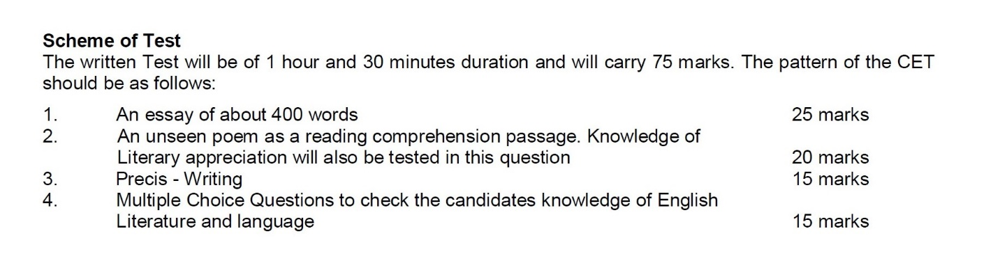 Scheme of Test
The written Test will be of 1 hour and 30 minutes duration and will carry 75 marks. The pattern of the CET
should be as follows:
1. An essay of about 400 words 25 marks
2. An unseen poem as a reading comprehension passage. Knowledge of
Literary appreciation will also be tested in this question 20 marks
3. Precis - Writing 15 marks
4. Multiple Choice Questions to check the candidates knowledge of English
Literature and language 15 marks